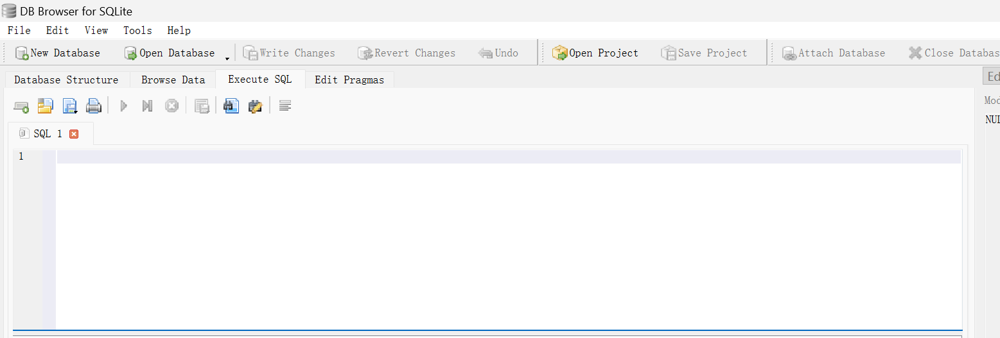 DB Browser for SQLite
File Edit View Tools Help
New Database Open Database Write Changes Revert Changes Undo Open Project Save Project Attach Database Close Databas
Database Structure Browse Data Execute SQL Edit Pragmas
Ed
Mod
NUL
SQL 1
1